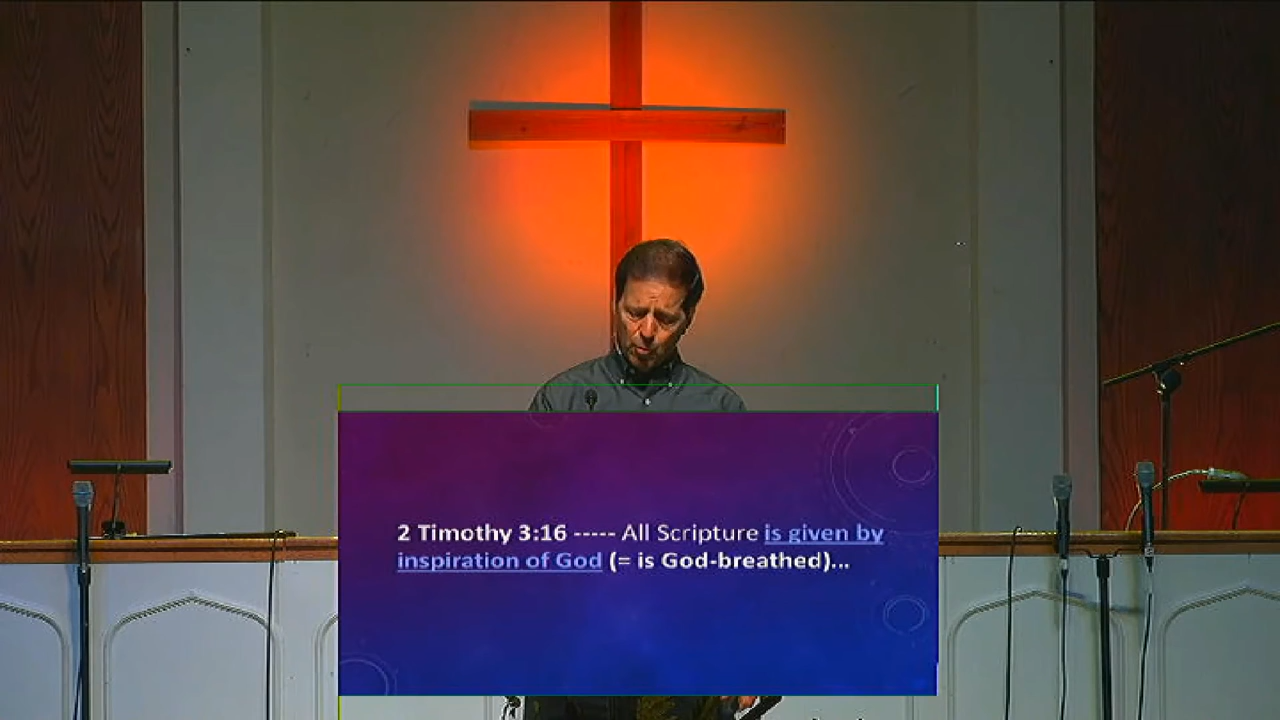 2 Timothy 3:16 ----- All Scripture is given by
inspiration of God (= is God-breathed)...